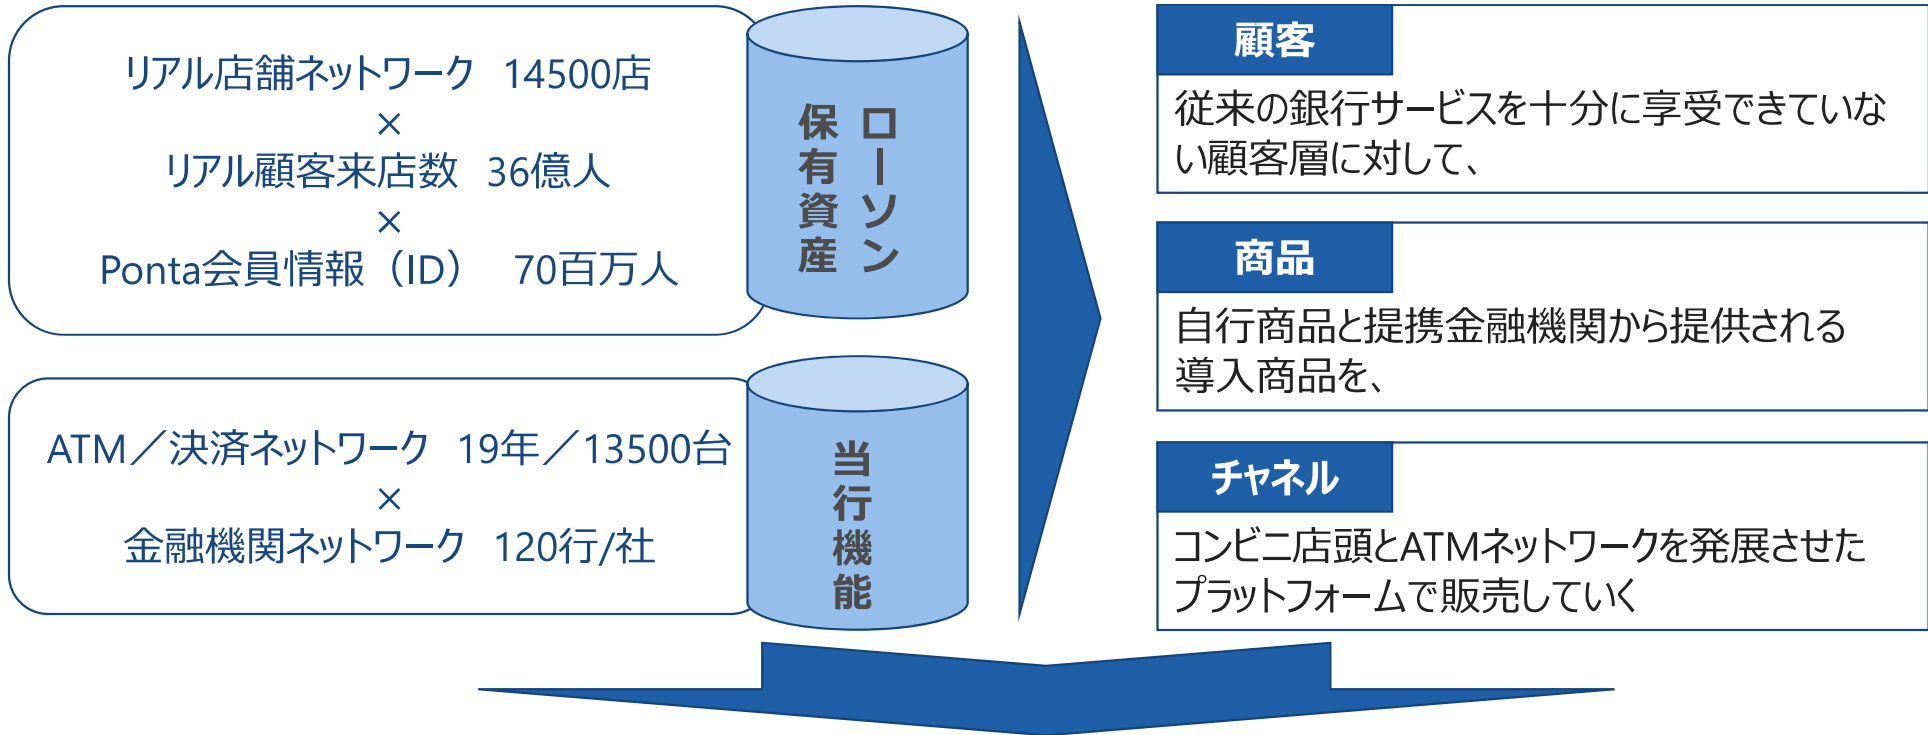 リアル店舗ネットワーク　14500店
×
リアル顧客来店数　36億人
×
Ponta会員情報（ID）　70百万人
ローソン
保有資産
ATM／決済ネットワーク　19年／13500台
×
金融機関ネットワーク　120行/社
当行機能
顧客
従来の銀行サービスを十分に享受できていな
い顧客層に対して、
商品
自行商品と提携金融機関から提供される
導入商品を、
チャネル
コンビニ店頭とATMネットワークを発展させた
プラットフォームで販売していく